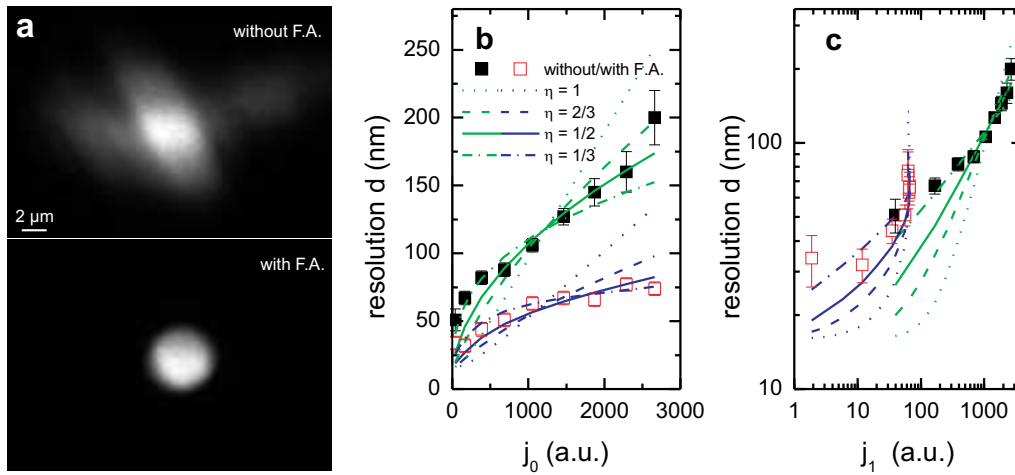 a
without F.A.
2 µm
with F.A.
b
without/with F.A.
η = 1
η = 2/3
η = 1/2
η = 1/3
resolution d (nm)
250
200
150
100
50
0
0 1000 2000 3000
j₀ (a.u.)
c
resolution d (nm)
100
10
1 10 100 1000
j₁ (a.u.)